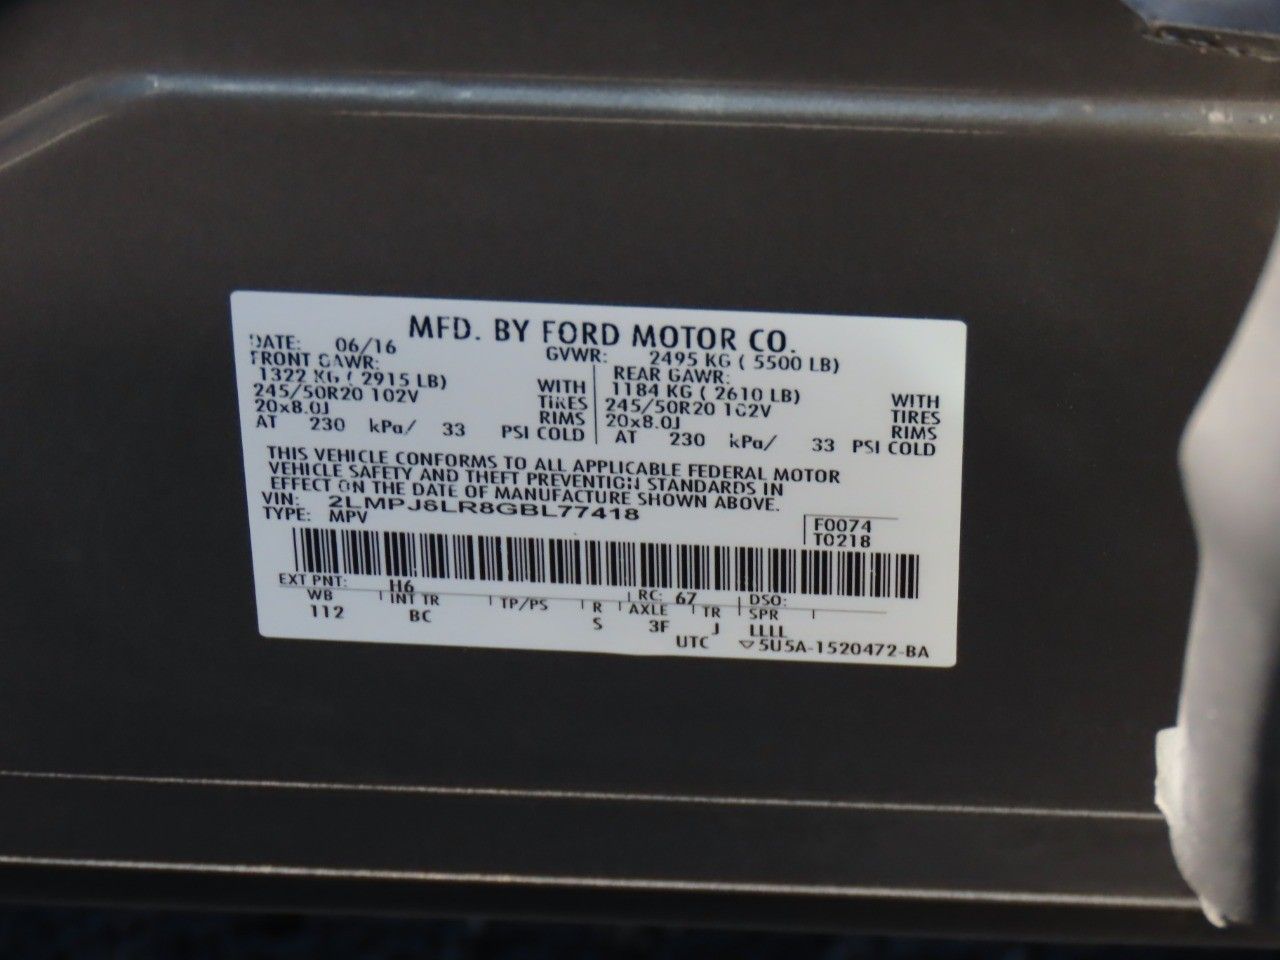 MFD. BY FORD MOTOR CO.
DATE: 06/16 GVWR: 2495 KG ( 5500 LB)
FRONT GAWR: REAR GAWR:
1322 KG ( 2915 LB) WITH 1184 KG ( 2610 LB) WITH
245/50R20 102V TIRES 245/50R20 102V TIRES
20x8.0J RIMS 20x8.0J RIMS
AT 230 kPa/ 33 PSI COLD AT 230 kPa/ 33 PSI COLD
THIS VEHICLE CONFORMS TO ALL APPLICABLE FEDERAL MOTOR
VEHICLE SAFETY AND THEFT PREVENTION STANDARDS IN
EFFECT ON THE DATE OF MANUFACTURE SHOWN ABOVE.
VIN: 2LMPJ6LR8GBL77418
TYPE: MPV F0074
T0218
EXT PNT: H6 RC: 67 DSO:
WB INT TR TP/PS R AXLE TR SPR
112 BC S 3F J LLLL
UTC ▽5U5A-1520472-BA